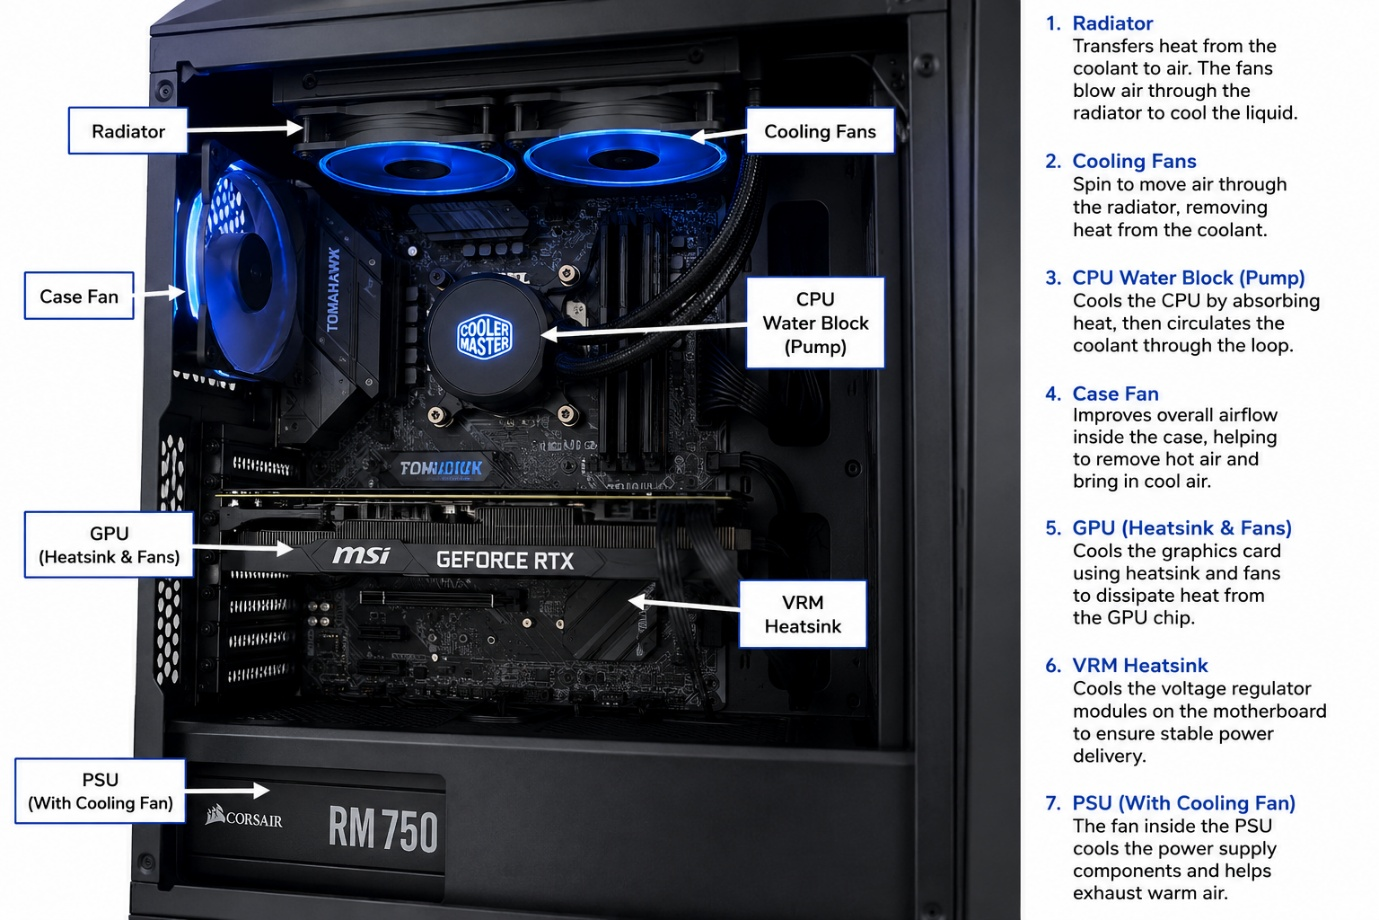 Radiator
Cooling Fans
Case Fan
TOMAHAWK
COOLER
MASTER
CPU
Water Block
(Pump)
GPU
(Heatsink & Fans)
msi
GEFORCE RTX
VRM
Heatsink
PSU
(With Cooling Fan)
CORSAIR
RM 750
1. Radiator
Transfers heat from the
coolant to air. The fans
blow air through the
radiator to cool the liquid.
2. Cooling Fans
Spin to move air through
the radiator, removing
heat from the coolant.
3. CPU Water Block (Pump)
Cools the CPU by absorbing
heat, then circulates the
coolant through the loop.
4. Case Fan
Improves overall airflow
inside the case, helping
to remove hot air and
bring in cool air.
5. GPU (Heatsink & Fans)
Cools the graphics card
using heatsink and fans
to dissipate heat from
the GPU chip.
6. VRM Heatsink
Cools the voltage regulator
modules on the motherboard
to ensure stable power
delivery.
7. PSU (With Cooling Fan)
The fan inside the PSU
cools the power supply
components and helps
exhaust warm air.